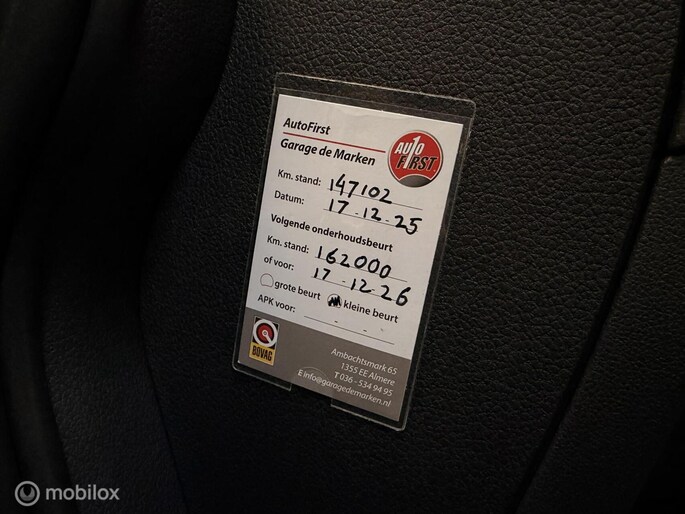 AutoFirst
Garage de Marken
AUTO
FIRST
Km. stand: 147102
Datum: 17-12-25
Volgende onderhoudsbeurt
Km. stand: 162000
of voor: 17-12-26
grote beurt kleine beurt
APK voor: - -
BOVAG
Ambachtsmark 65
1355 EE Almere
T 036 - 534 94 95
E info@garagedemarken.nl
mobilox